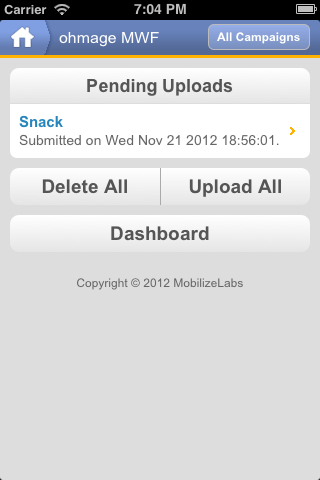 Carrier 7:04 PM
ohmage MWF All Campaigns
Pending Uploads
Snack
Submitted on Wed Nov 21 2012 18:56:01.
Delete All Upload All
Dashboard
Copyright © 2012 MobilizeLabs